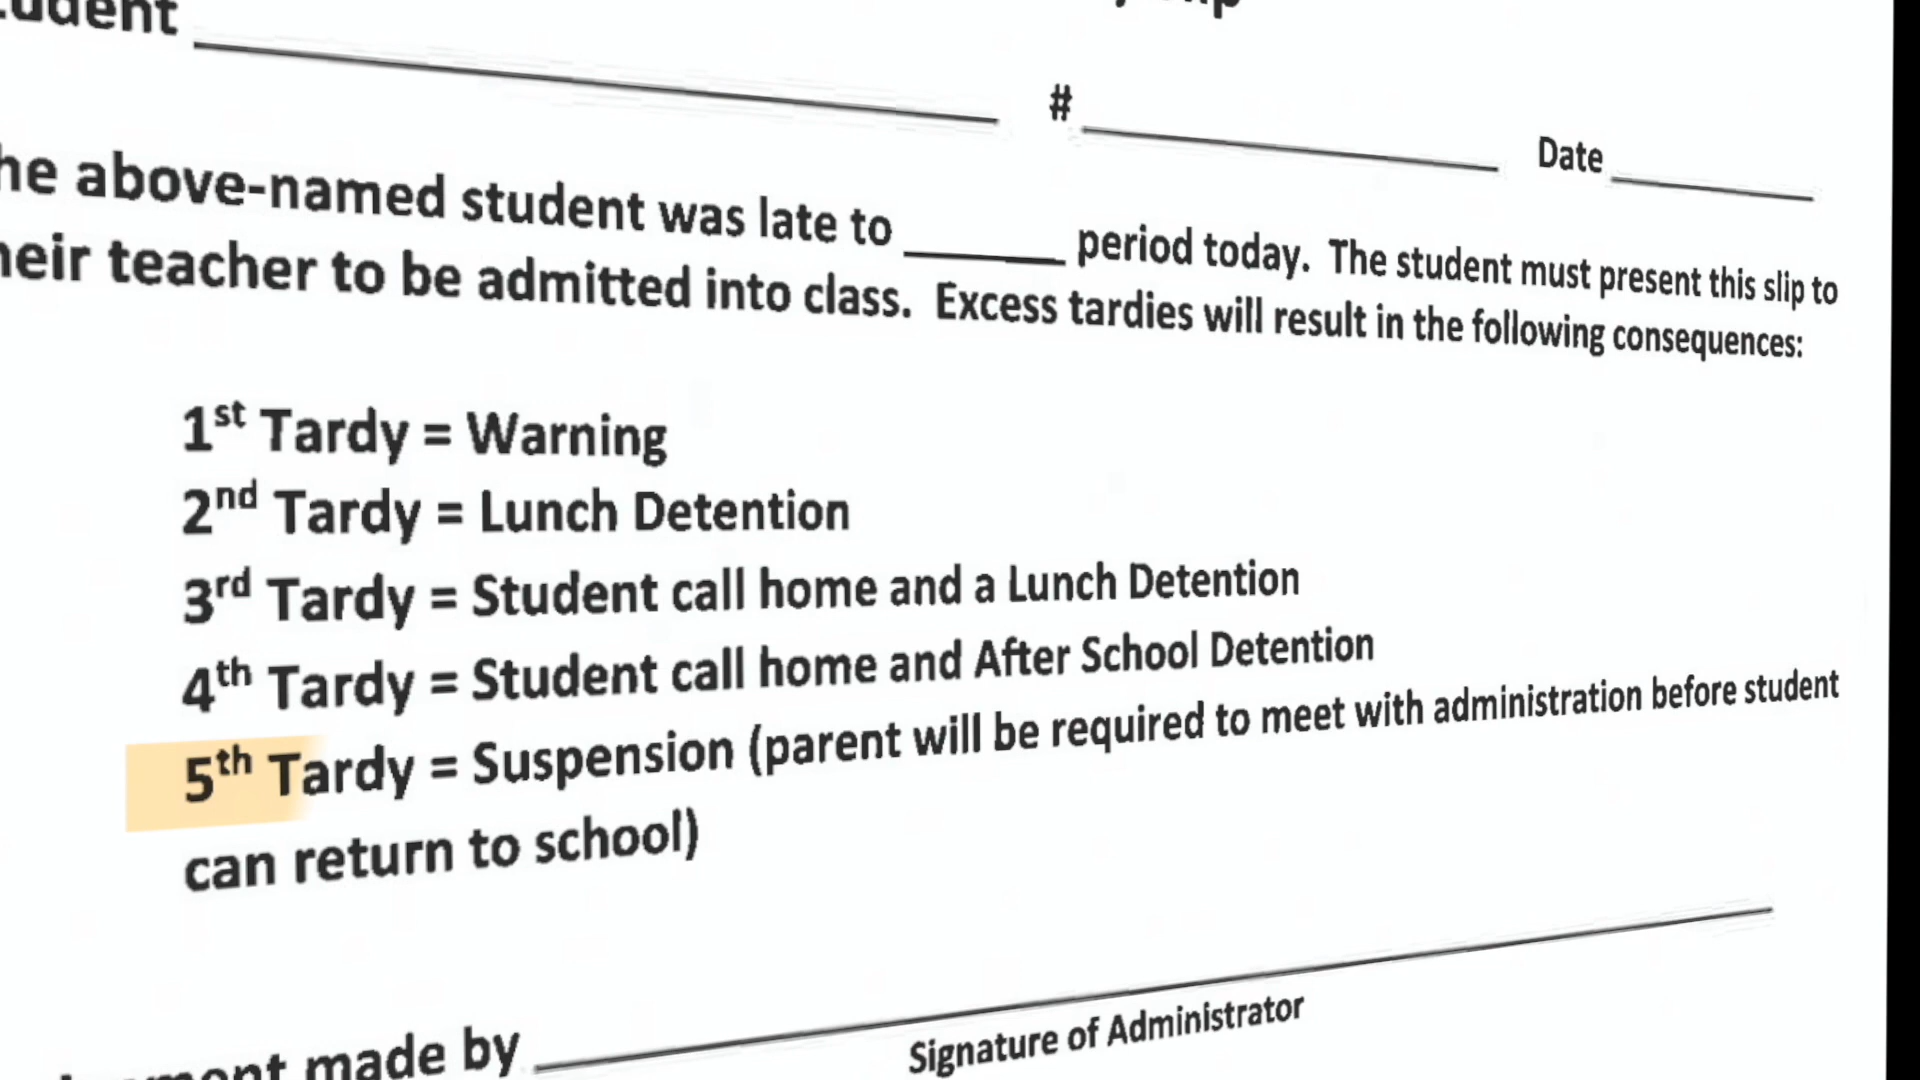 # Date
above-named student was late to ______ period today. The student must present this slip to
teacher to be admitted into class. Excess tardies will result in the following consequences:
1st Tardy = Warning
2nd Tardy = Lunch Detention
3rd Tardy = Student call home and a Lunch Detention
4th Tardy = Student call home and After School Detention
5th Tardy = Suspension (parent will be required to meet with administration before student
can return to school)
made by
Signature of Administrator